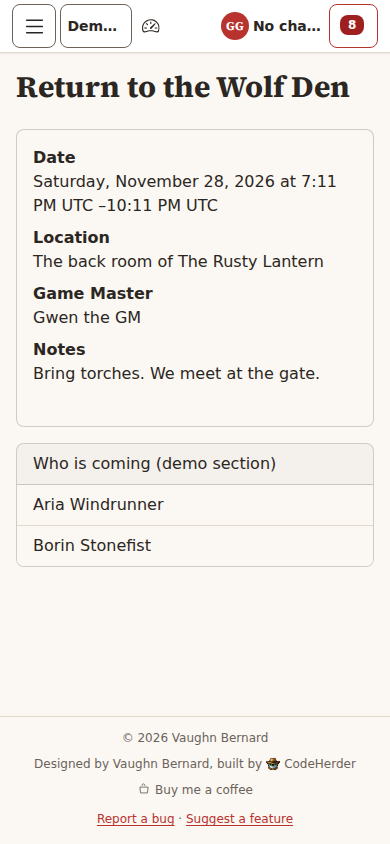 Dem...
GG No cha...
8
Return to the Wolf Den
Date
Saturday, November 28, 2026 at 7:11
PM UTC –10:11 PM UTC
Location
The back room of The Rusty Lantern
Game Master
Gwen the GM
Notes
Bring torches. We meet at the gate.
Who is coming (demo section)
Aria Windrunner
Borin Stonefist
© 2026 Vaughn Bernard
Designed by Vaughn Bernard, built by CodeHerder
Buy me a coffee
Report a bug · Suggest a feature